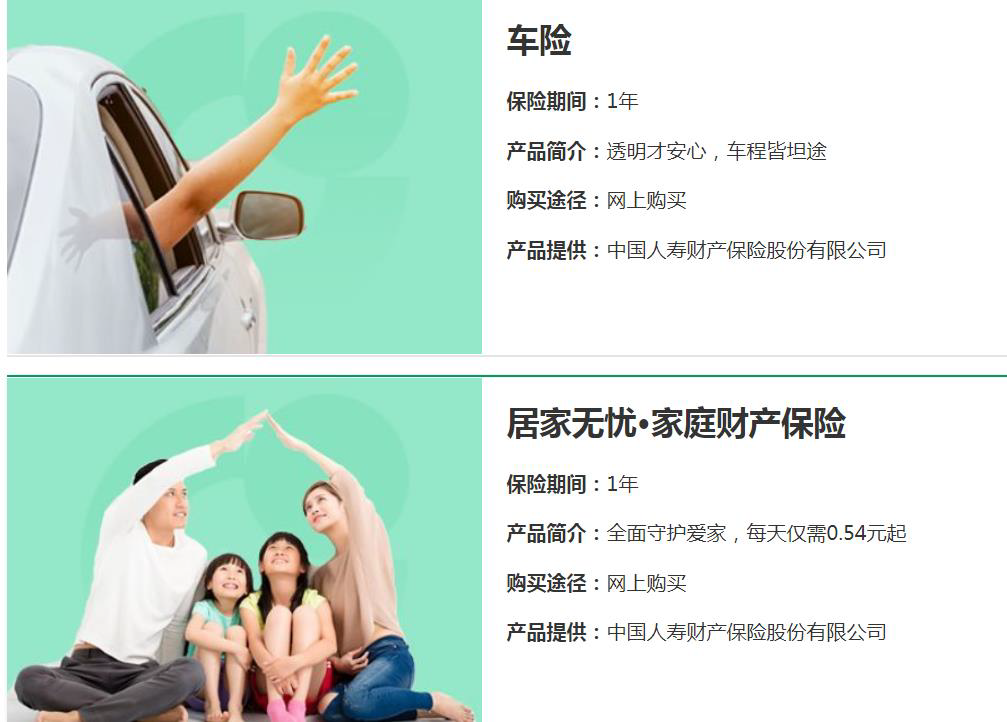 车险
保险期间：1年
产品简介：透明才安心，车程皆坦途
购买途径：网上购买
产品提供：中国人寿财产保险股份有限公司
居家无忧•家庭财产保险
保险期间：1年
产品简介：全面守护爱家，每天仅需0.54元起
购买途径：网上购买
产品提供：中国人寿财产保险股份有限公司